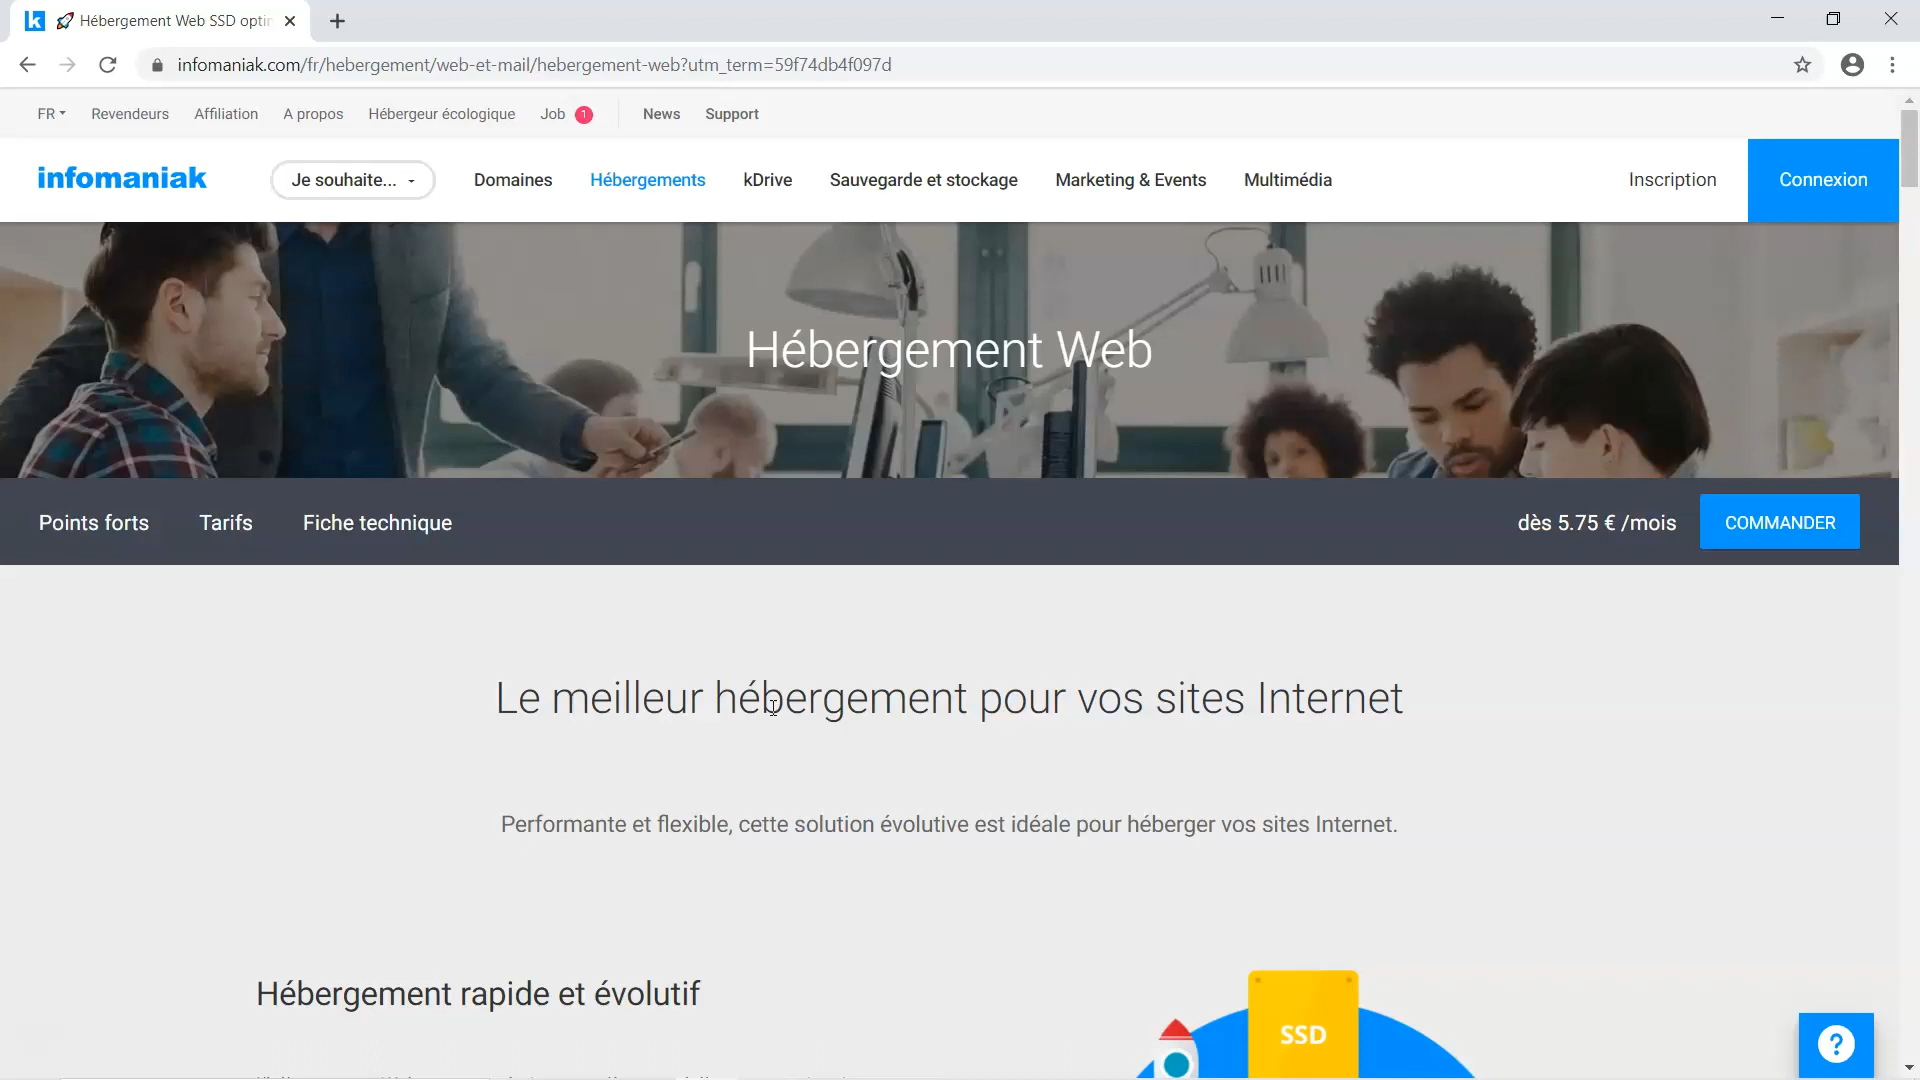 Hébergement Web SSD opti
infomaniak.com/fr/hebergement/web-et-mail/hebergement-web?utm_term=59f74db4f097d
FR Revendeurs Affiliation A propos Hébergeur écologique Job 1 News Support
infomaniak Je souhaite... Domaines Hébergements kDrive Sauvegarde et stockage Marketing & Events Multimédia Inscription Connexion
Hébergement Web
Points forts Tarifs Fiche technique dès 5.75 € /mois COMMANDER
Le meilleur hébergement pour vos sites Internet
Performante et flexible, cette solution évolutive est idéale pour héberger vos sites Internet.
Hébergement rapide et évolutif
SSD
?